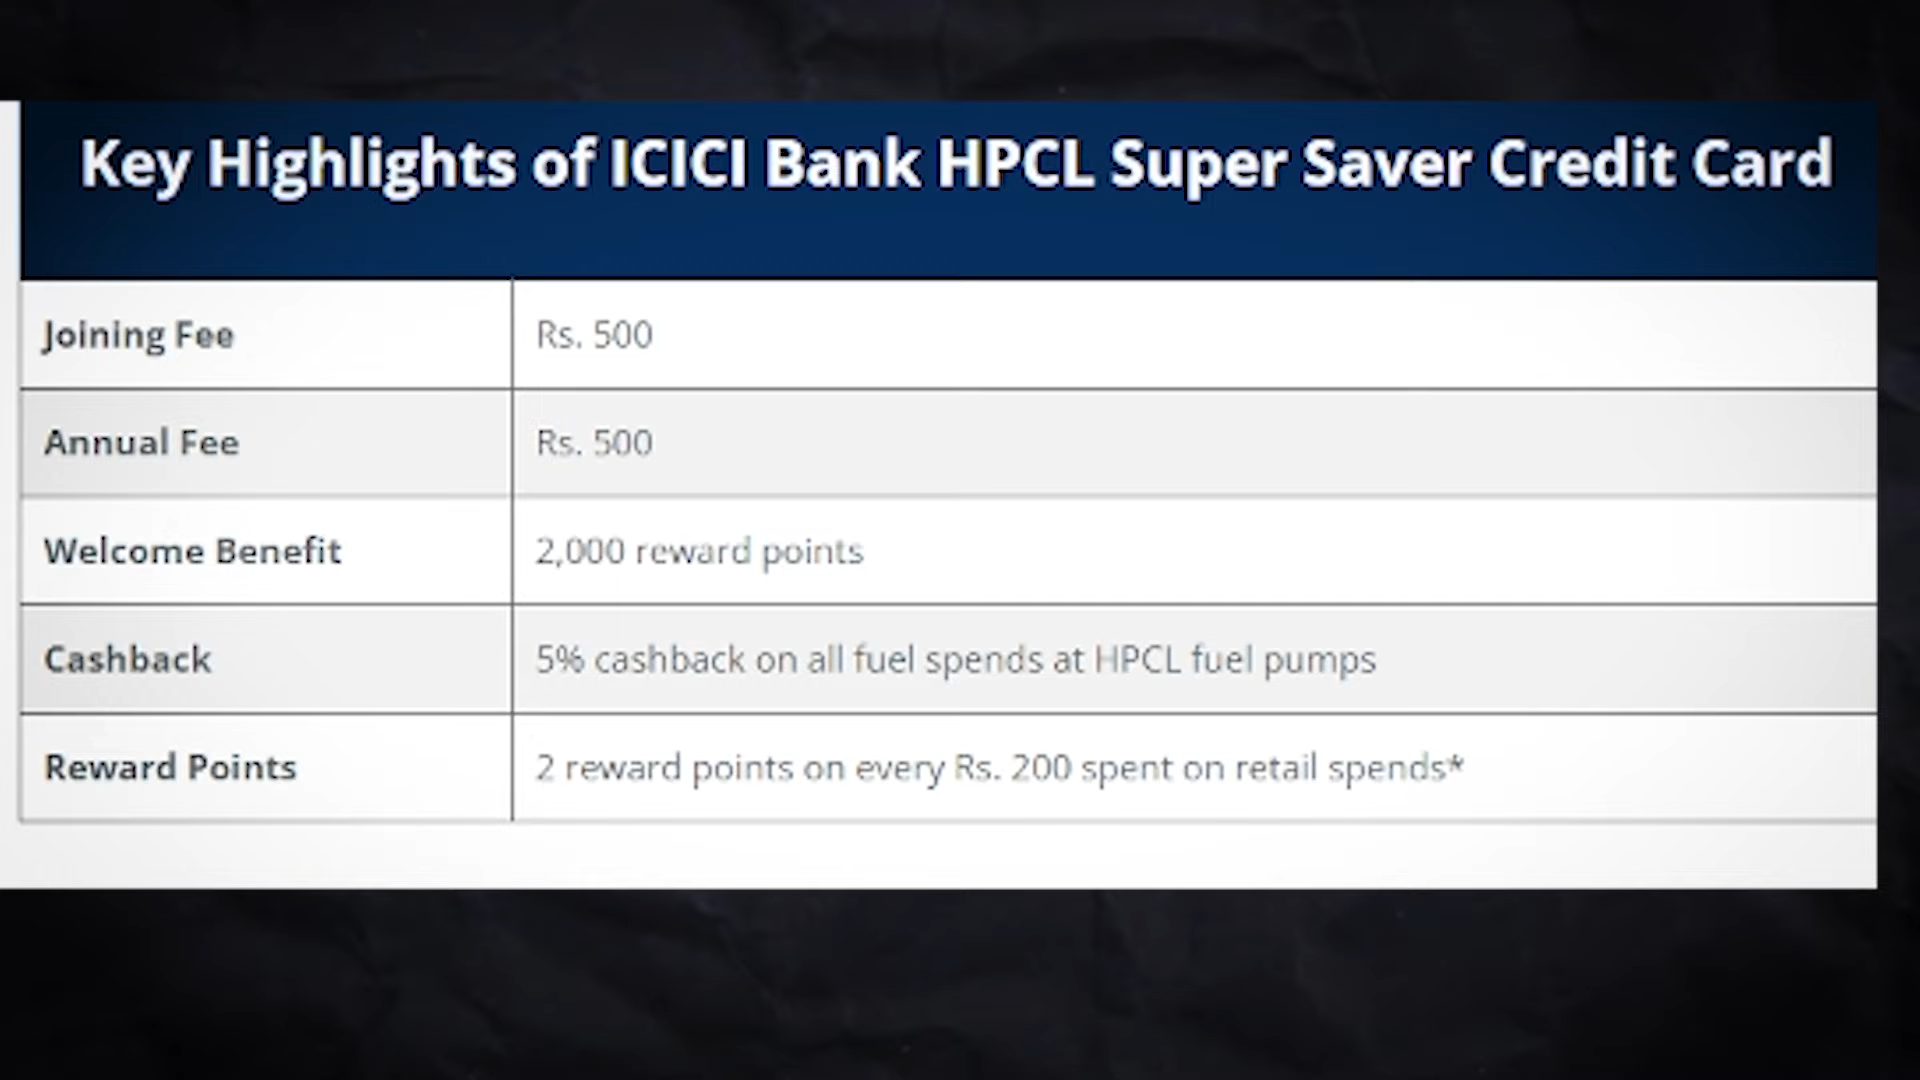 Key Highlights of ICICI Bank HPCL Super Saver Credit Card
Joining Fee Rs. 500
Annual Fee Rs. 500
Welcome Benefit 2,000 reward points
Cashback 5% cashback on all fuel spends at HPCL fuel pumps
Reward Points 2 reward points on every Rs. 200 spent on retail spends*